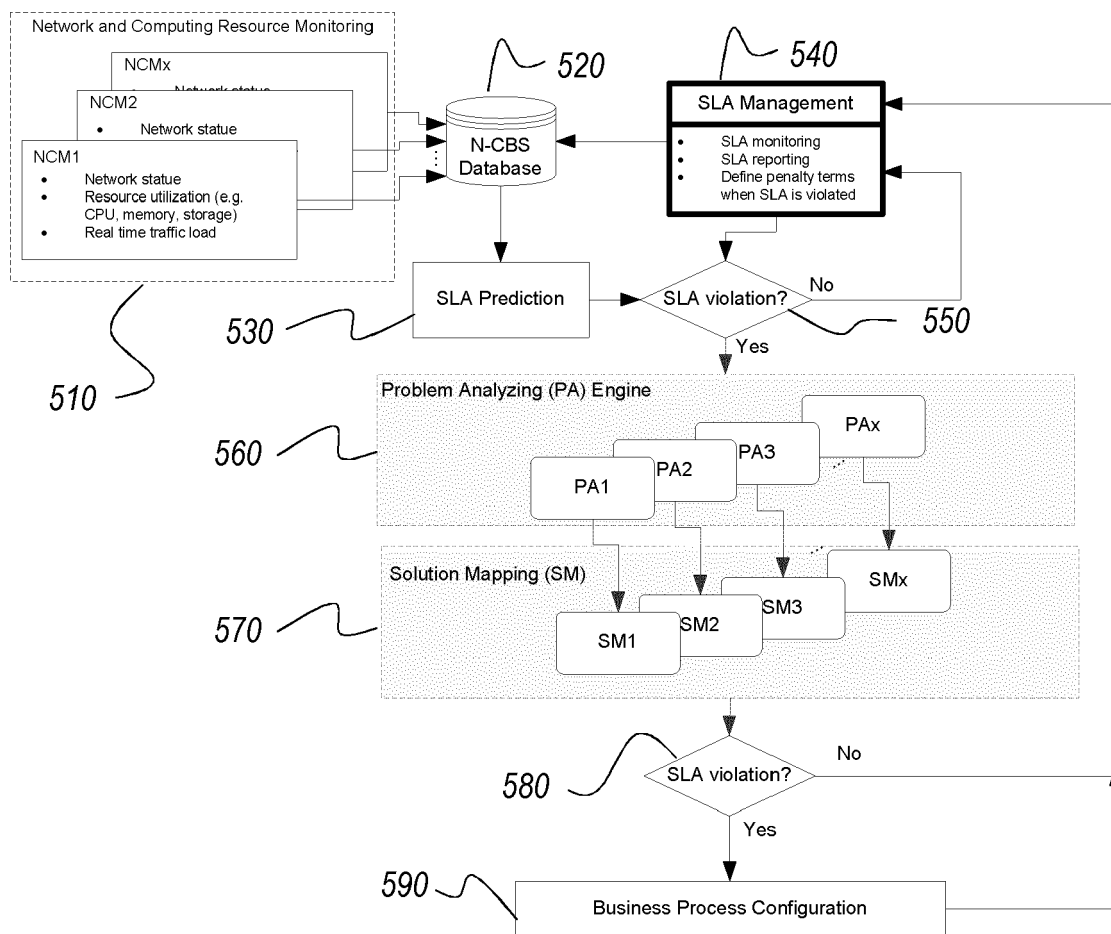 Network and Computing Resource Monitoring
NCMx
Network statue
NCM2
• Network statue
NCM1
• Network statue
• Resource utilization (e.g.
CPU, memory, storage)
• Real time traffic load
510
520
N-CBS
Database
540
SLA Management
• SLA monitoring
• SLA reporting
• Define penalty terms
when SLA is violated
SLA Prediction
530
SLA violation?
No
550
Yes
Problem Analyzing (PA) Engine
560
PA1
PA2
PA3
PAx
Solution Mapping (SM)
570
SM1
SM2
SM3
SMx
580
SLA violation?
No
Yes
590
Business Process Configuration